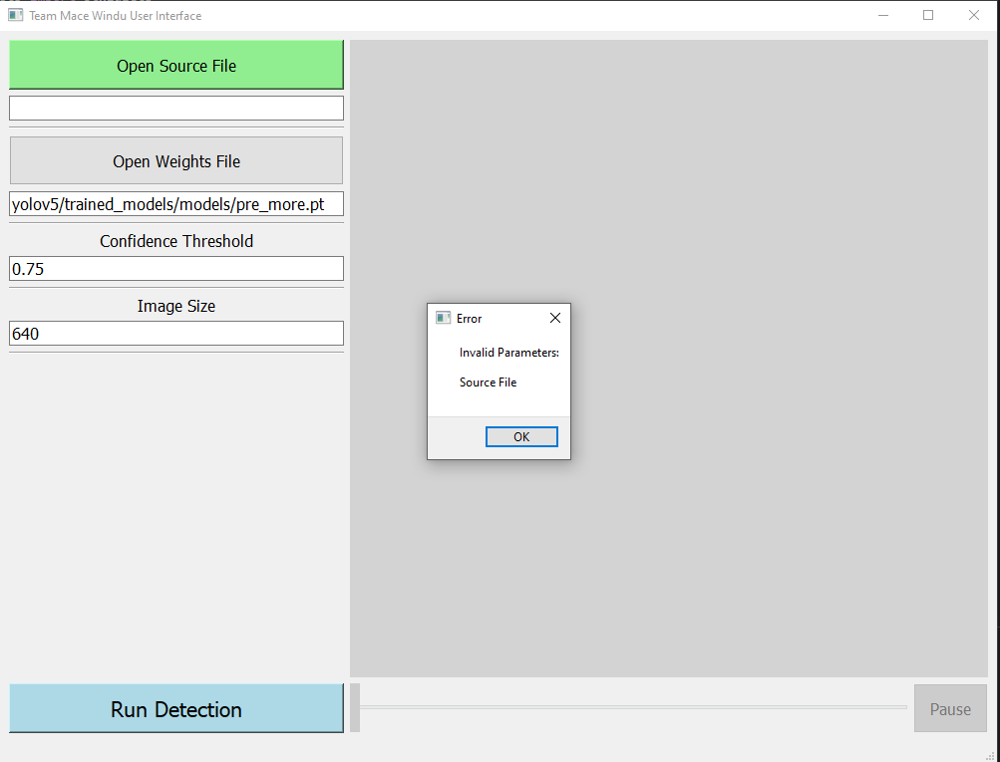 Team Mace Windu User Interface
Open Source File
Open Weights File
yolov5/trained_models/models/pre_more.pt
Confidence Threshold
0.75
Image Size
640
Error
Invalid Parameters:
Source File
OK
Run Detection
Pause